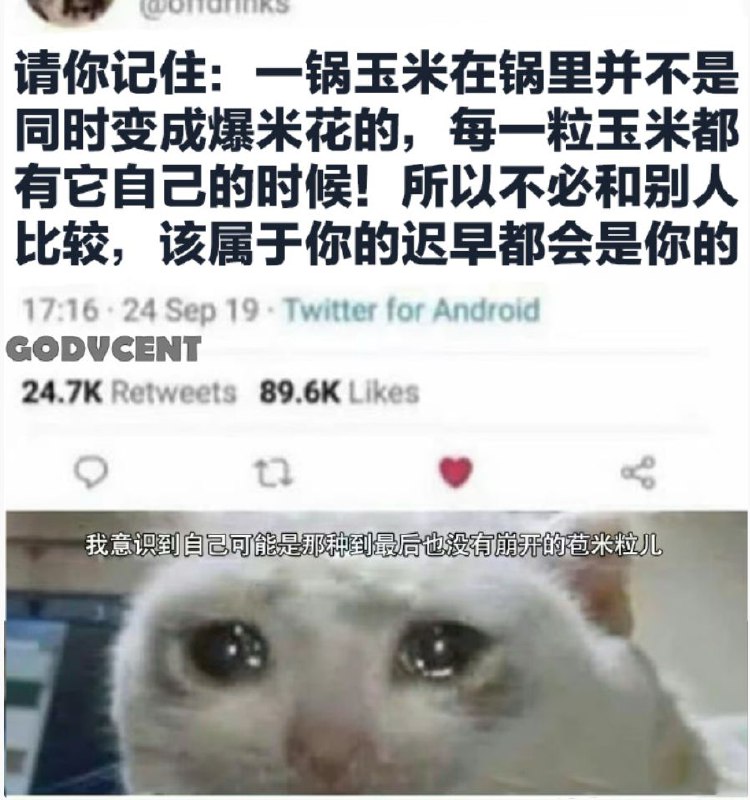 @offdrinks
请你记住：一锅玉米在锅里并不是
同时变成爆米花的，每一粒玉米都
有它自己的时候！所以不必和别人
比较，该属于你的迟早都会是你的
17:16 · 24 Sep 19 · Twitter for Android
GODVCENT
24.7K Retweets 89.6K Likes
我意识到自己可能是那种到最后也没有崩开的苞米粒儿